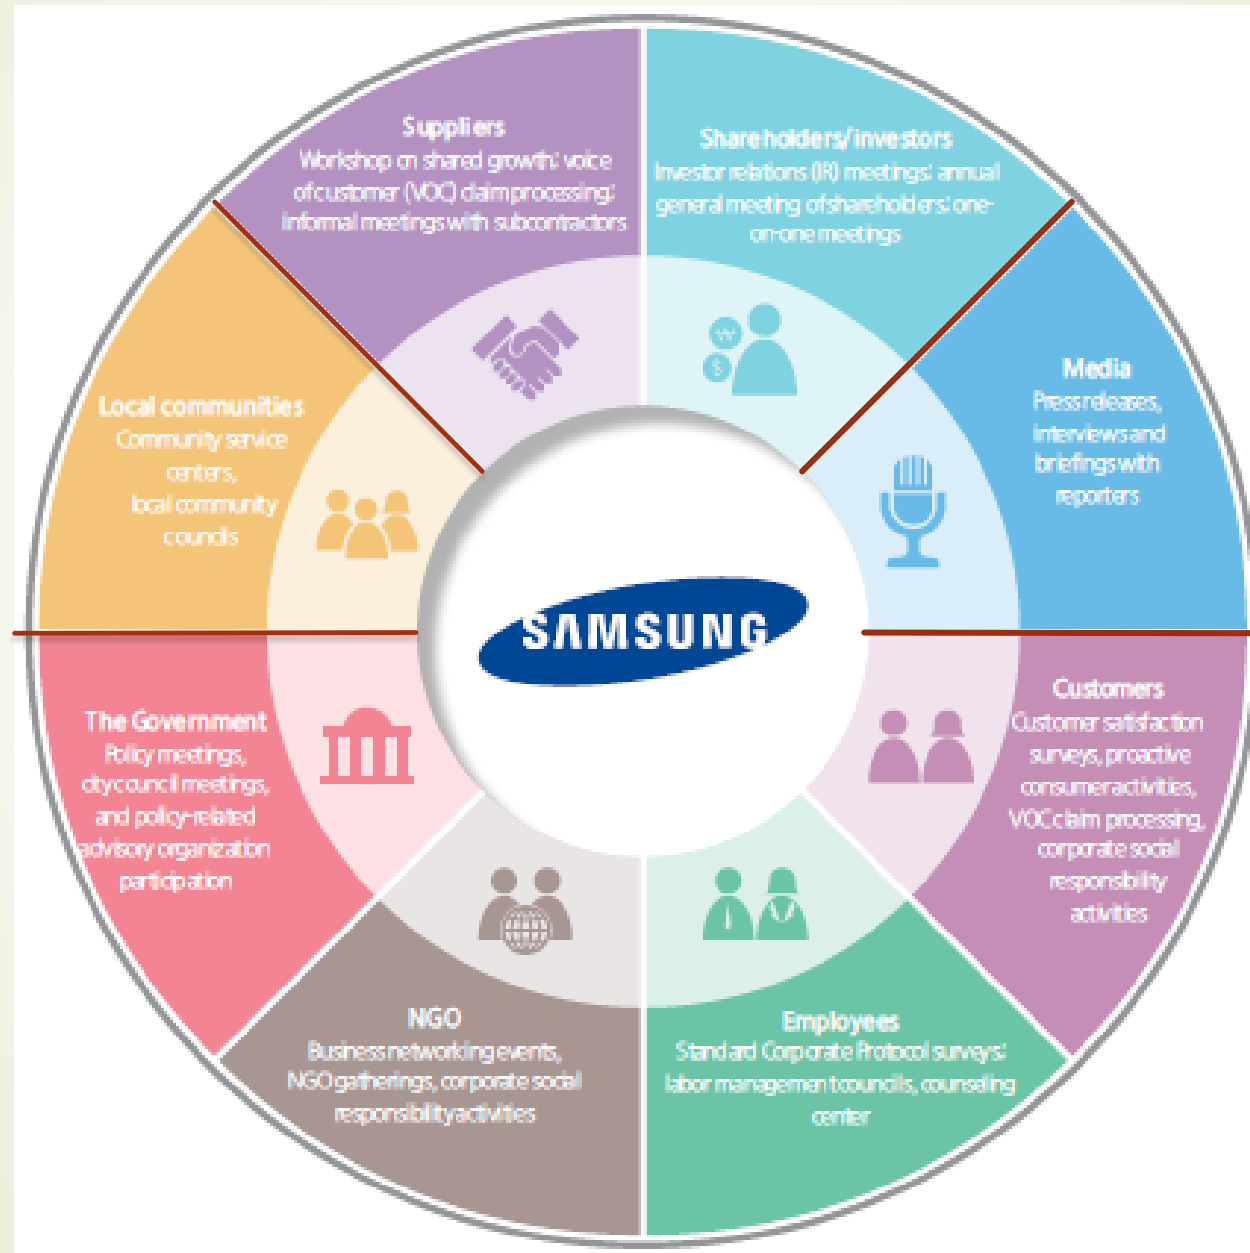 Suppliers
Workshop on shared growth; voice
of customer (VOC) claim processing;
informal meetings with subcontractors
Shareholders/investors
Investor relations (IR) meetings; annual
general meeting of shareholders; one-
on-one meetings
Media
Press releases,
interviews and
briefings with
reporters
Customers
Customer satisfaction
surveys, proactive
consumer activities,
VOC claim processing,
corporate social
responsibility
activities
Employees
Standard Corporate Protocol surveys;
labor management councils, counseling
center
NGO
Business networking events,
NGO gatherings, corporate social
responsibility activities
The Government
Policy meetings,
city council meetings,
and policy-related
advisory organization
participation
Local communities
Community service
centers,
local community
councils
W
$
SAMSUNG